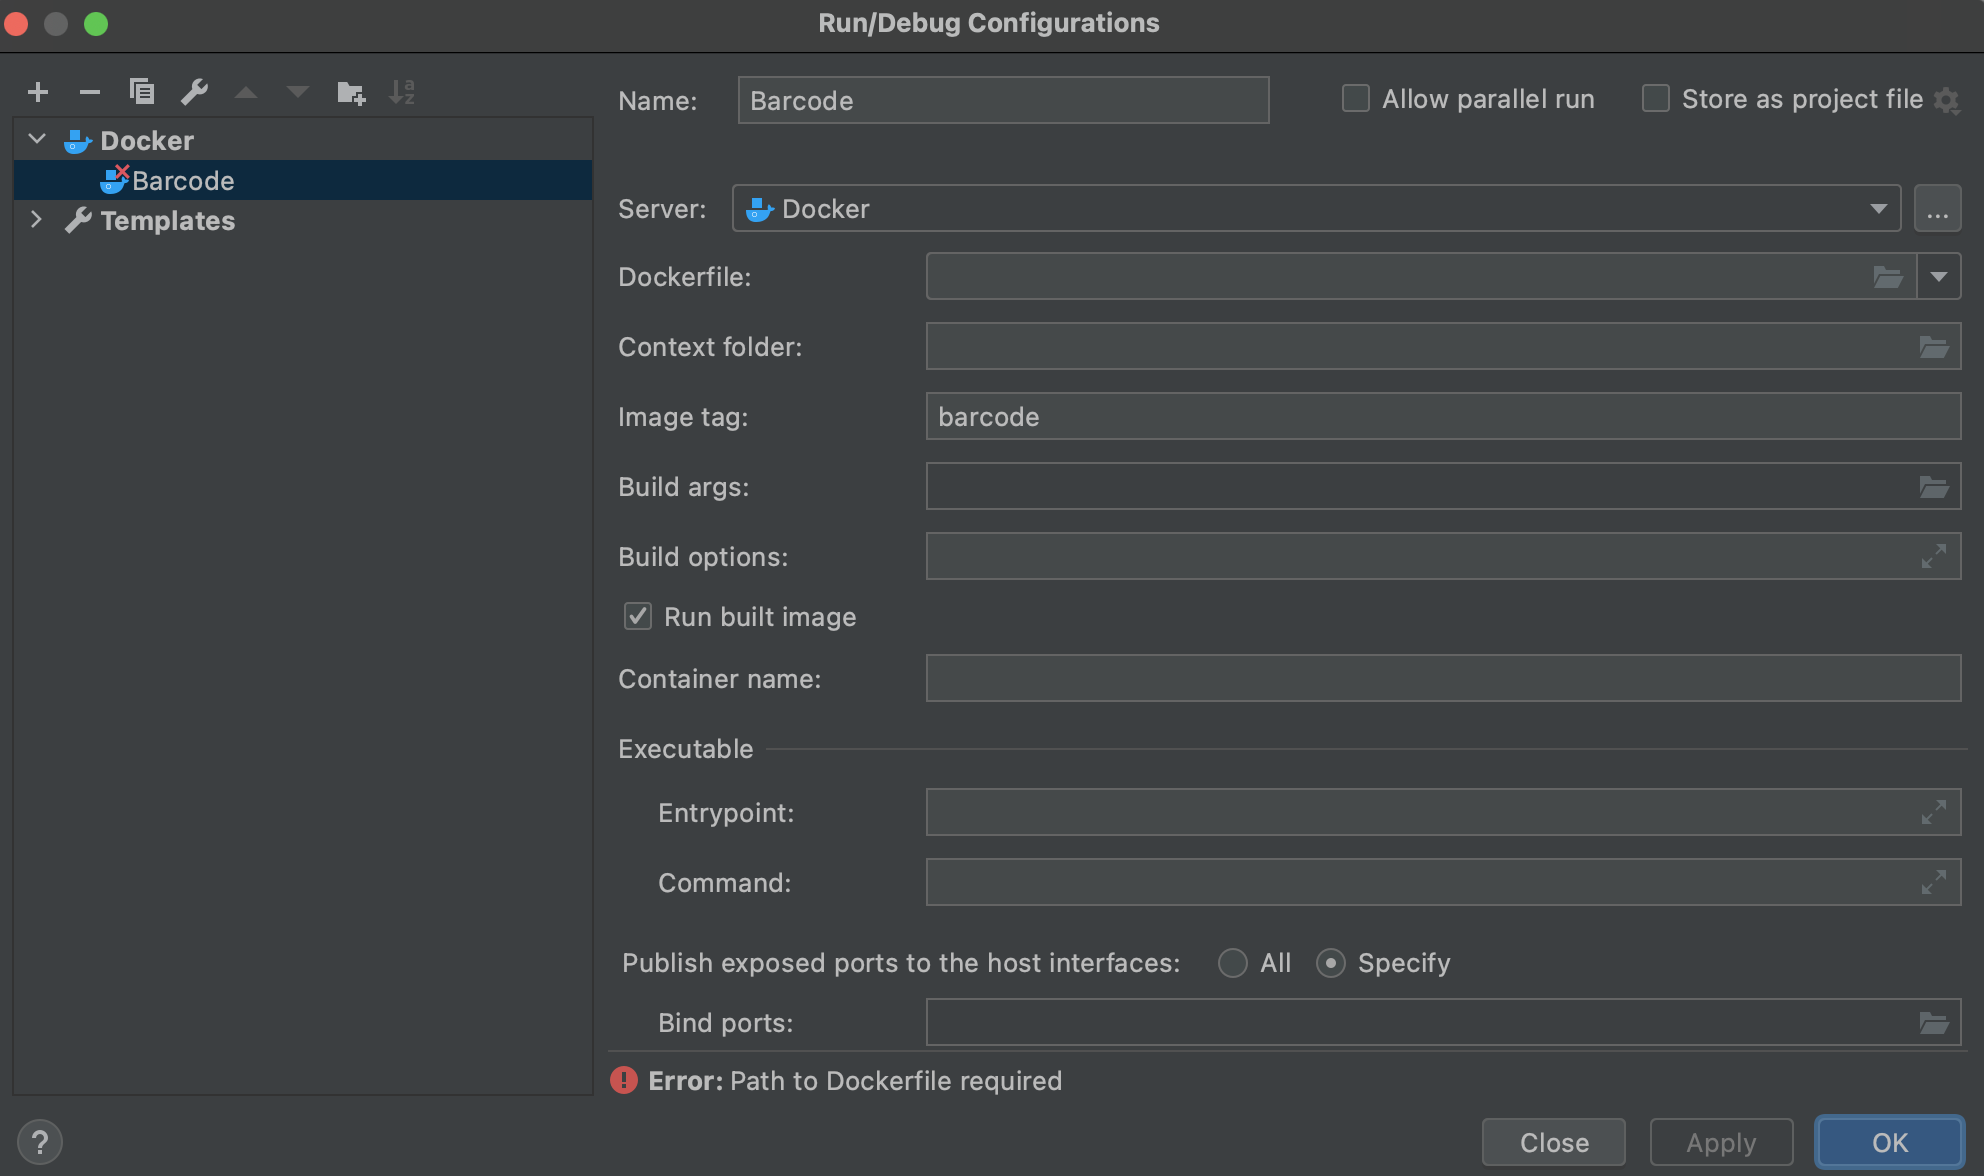 Run/Debug Configurations
Docker
Barcode
Templates
Name: Barcode
Allow parallel run
Store as project file
Server: Docker
...
Dockerfile:
Context folder:
Image tag: barcode
Build args:
Build options:
Run built image
Container name:
Executable
Entrypoint:
Command:
Publish exposed ports to the host interfaces: All Specify
Bind ports:
Error: Path to Dockerfile required
?
Close Apply OK